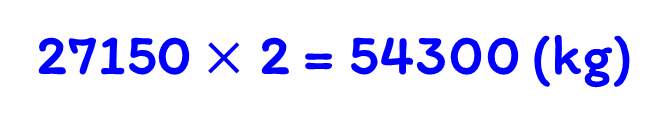 27150 × 2 = 54300 (kg)